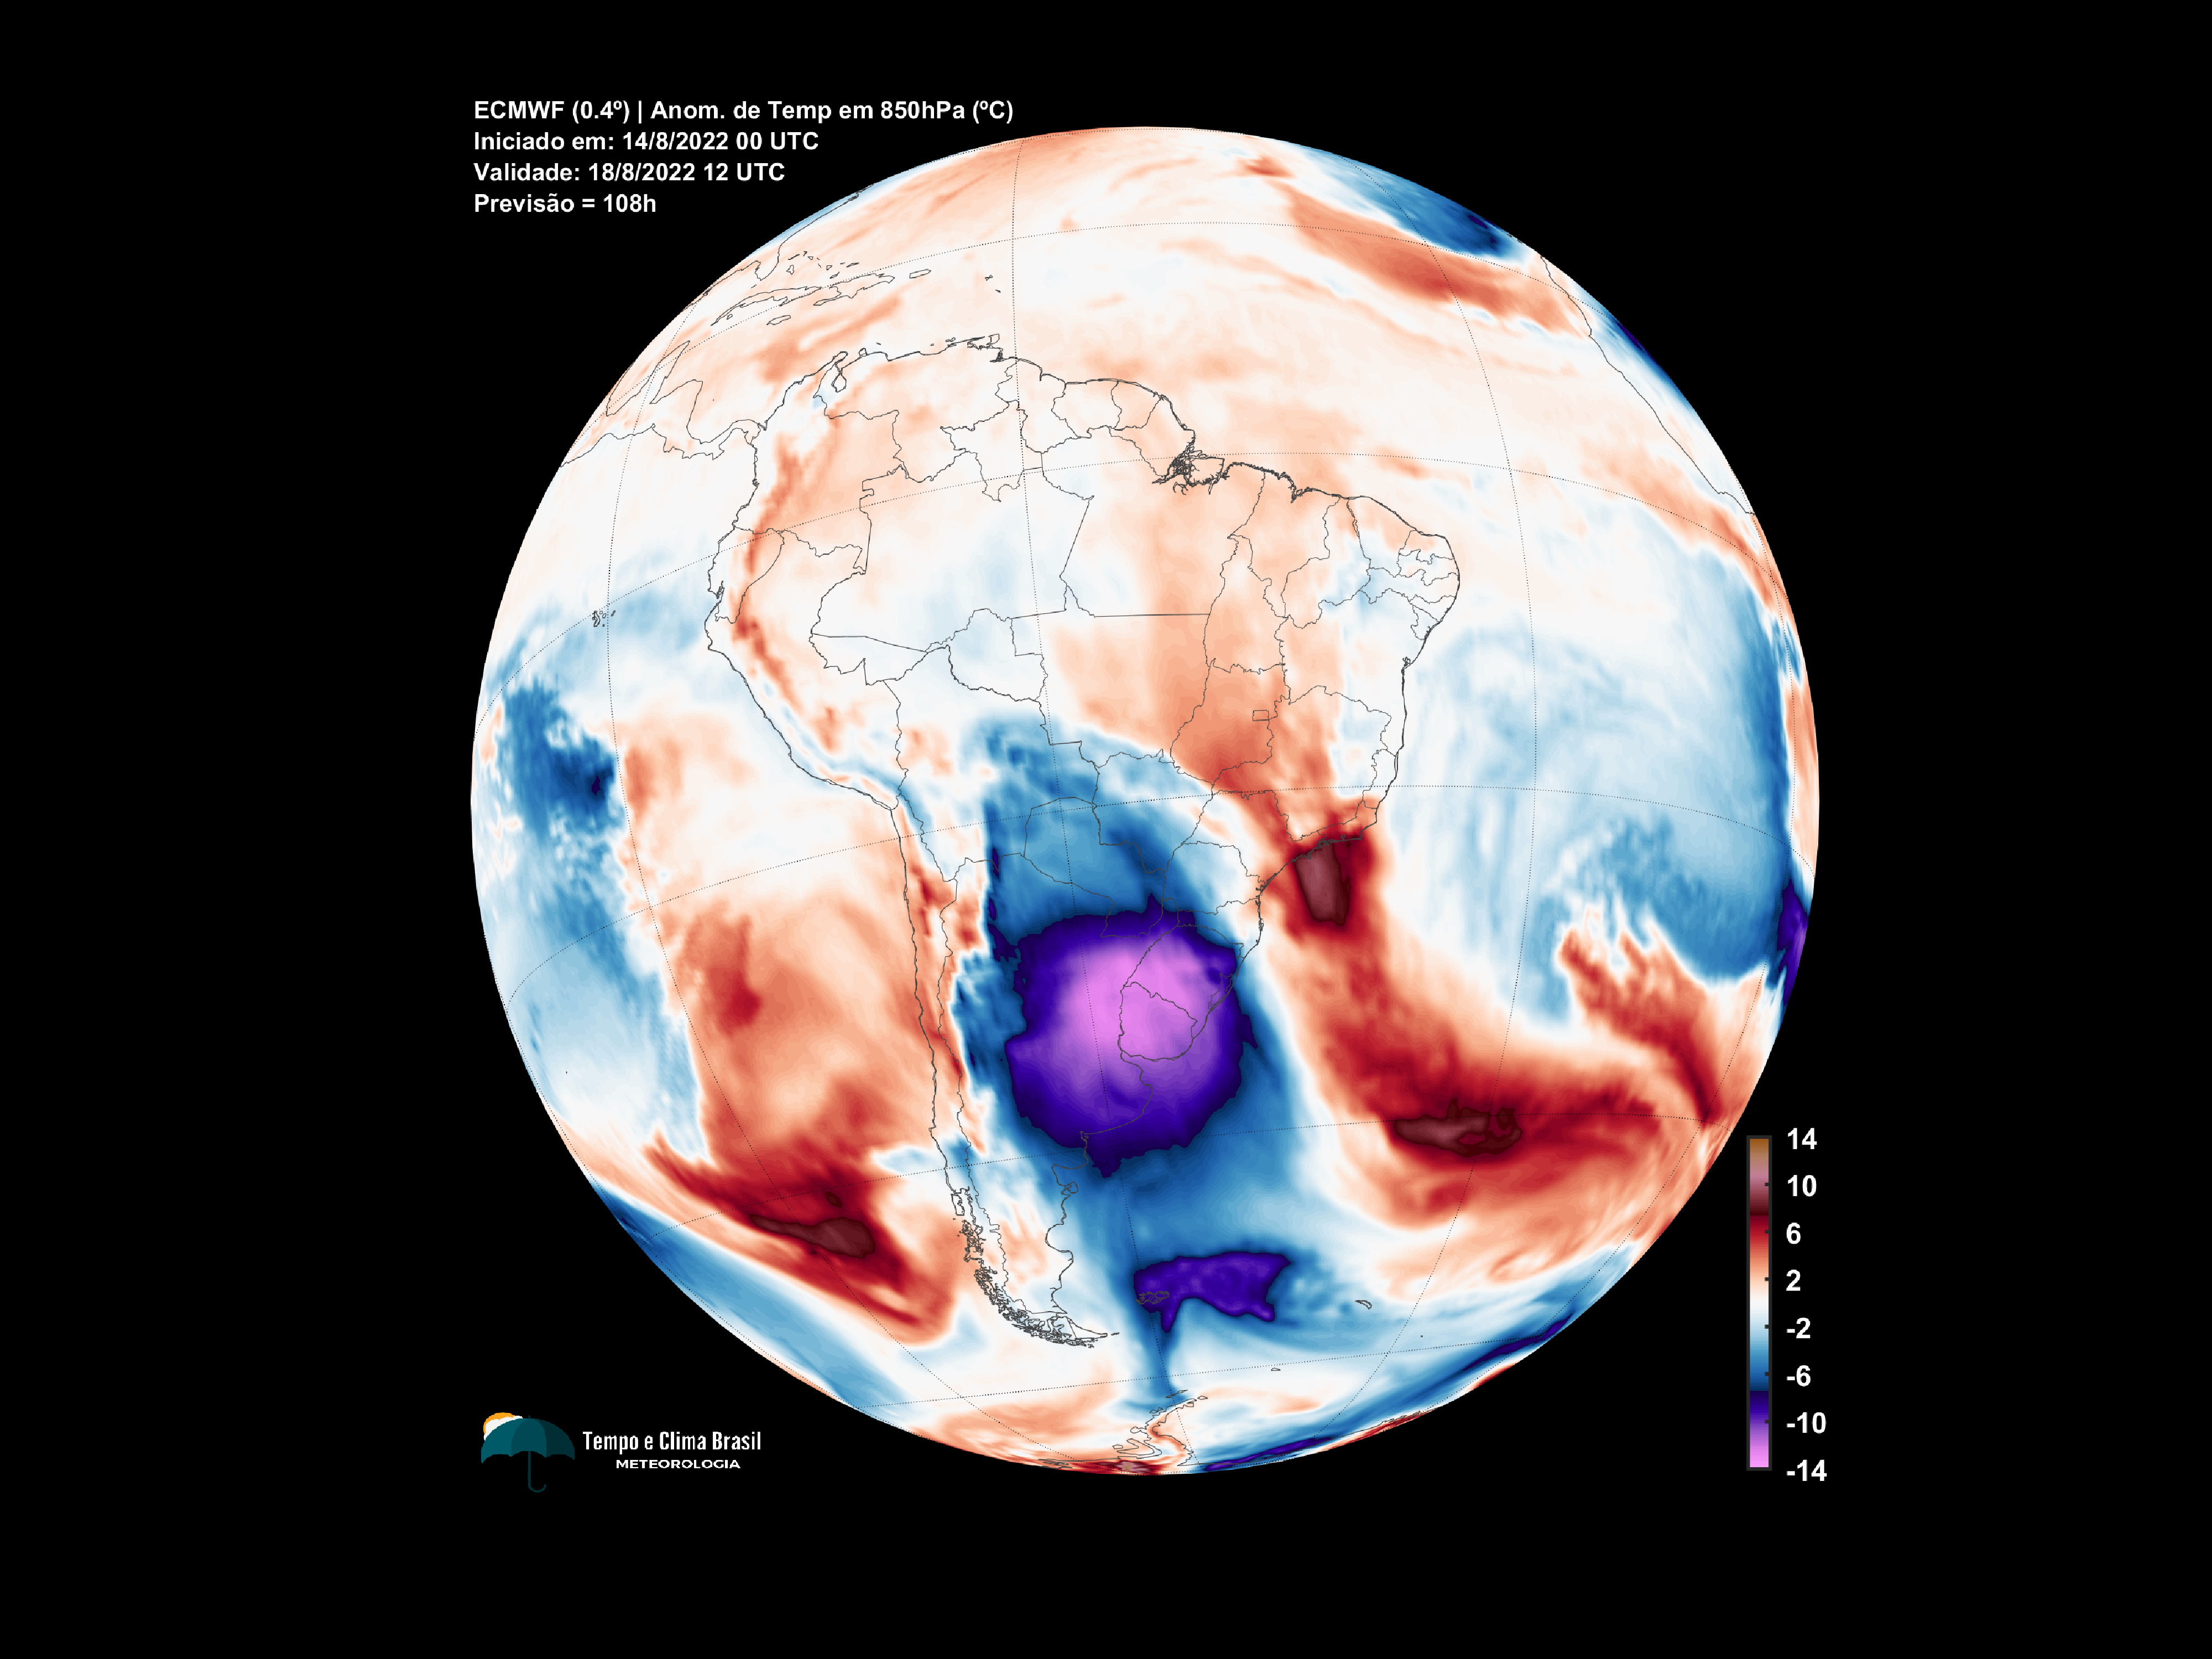 ECMWF (0.4º) | Anom. de Temp em 850hPa (ºC)
Iniciado em: 14/8/2022 00 UTC
Validade: 18/8/2022 12 UTC
Previsão = 108h
14
10
6
2
-2
-6
-10
-14
Tempo e Clima Brasil
METEOROLOGIA